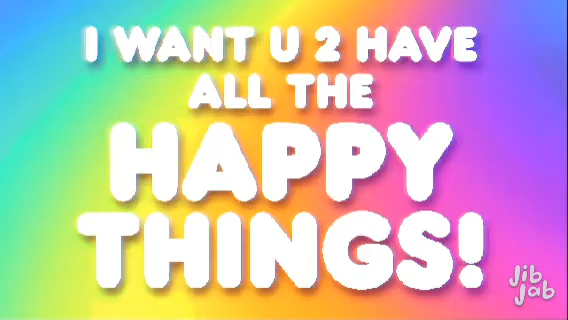 I WANT U 2 HAVE
ALL THE
HAPPY
THINGS!
Jib
Jab